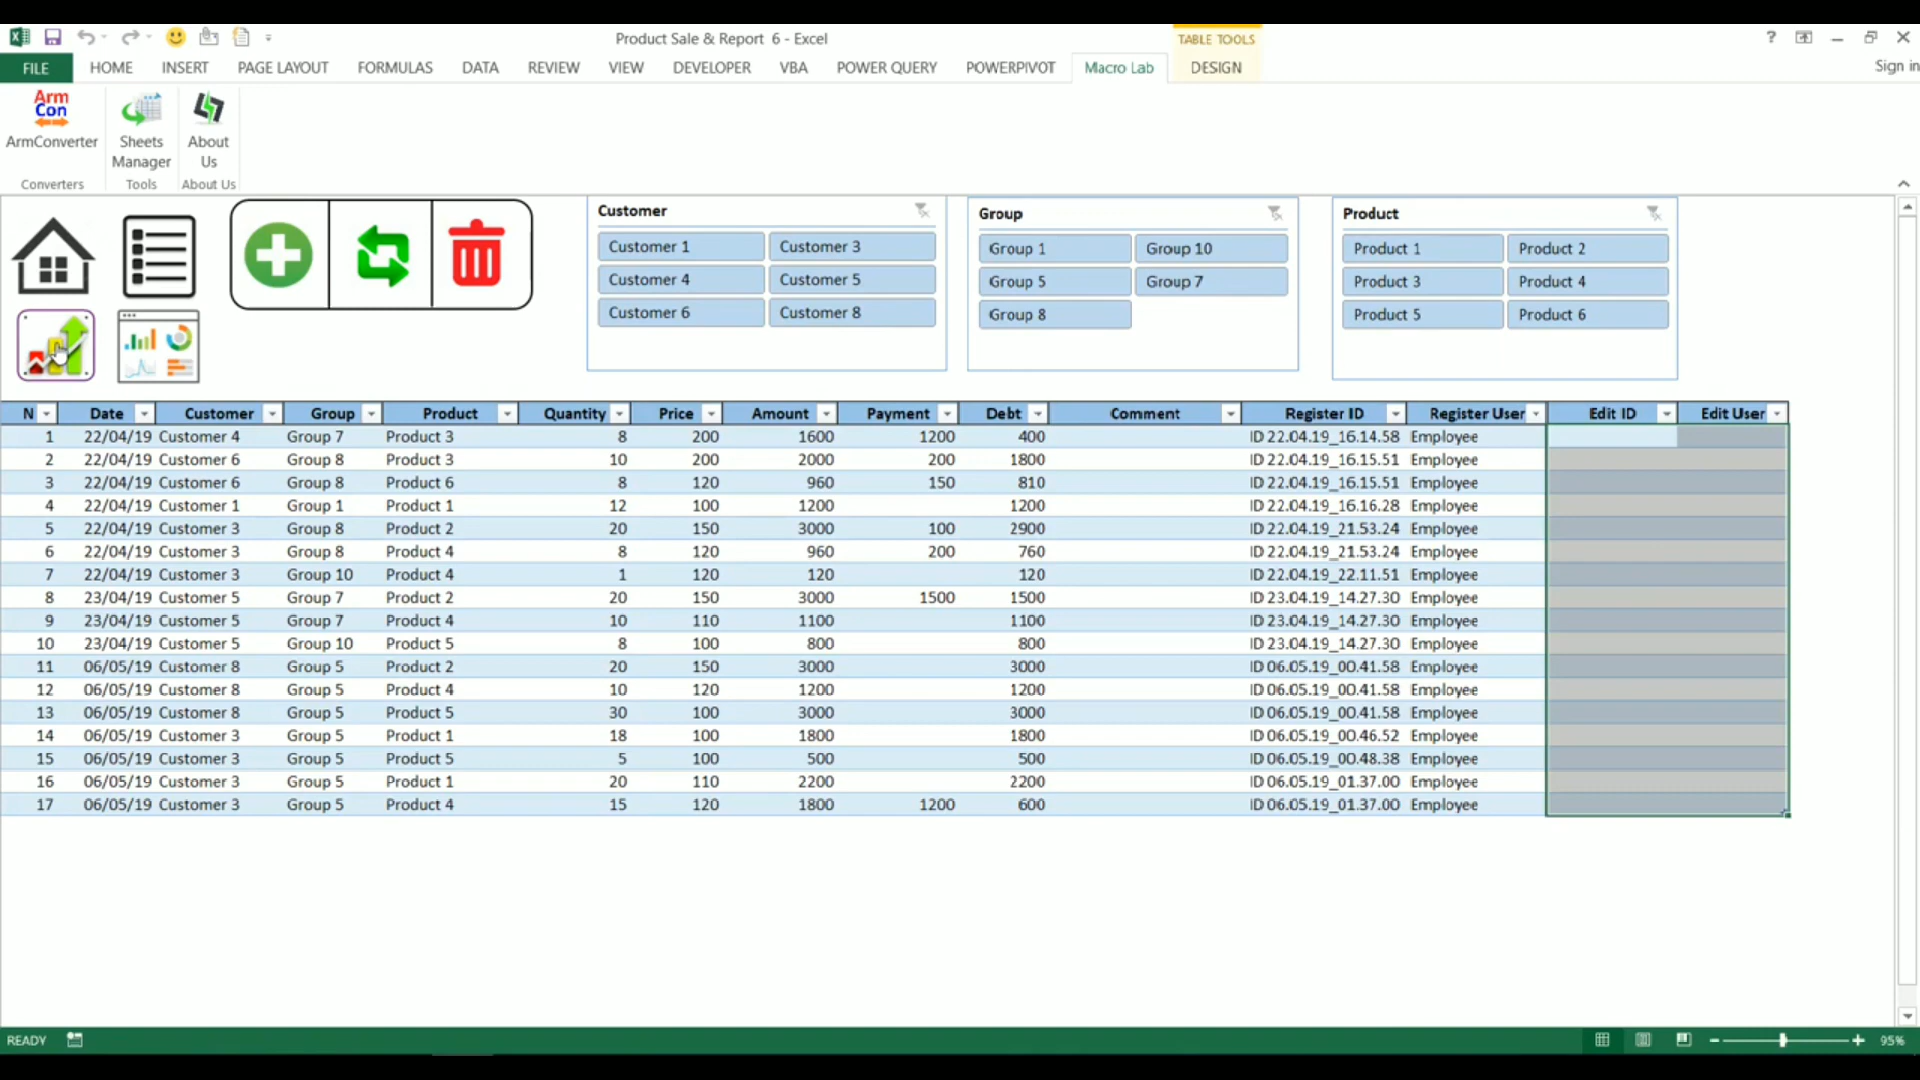 Product Sale & Report 6 - Excel
TABLE TOOLS
?
FILE HOME INSERT PAGE LAYOUT FORMULAS DATA REVIEW VIEW DEVELOPER VBA POWER QUERY POWERPIVOT Macro Lab DESIGN Sign in
Arm
Con
ArmConverter
Sheets
Manager
About
Us
Converters Tools About Us
Customer
Customer 1 Customer 3
Customer 4 Customer 5
Customer 6 Customer 8
Group
Group 1 Group 10
Group 5 Group 7
Group 8
Product
Product 1 Product 2
Product 3 Product 4
Product 5 Product 6
N Date Customer Group Product Quantity Price Amount Payment Debt Comment Register ID Register User Edit ID Edit User
1 22/04/19 Customer 4 Group 7 Product 3 8 200 1600 1200 400 ID 22.04.19_16.14.58 Employee
2 22/04/19 Customer 6 Group 8 Product 3 10 200 2000 200 1800 ID 22.04.19_16.15.51 Employee
3 22/04/19 Customer 6 Group 8 Product 6 8 120 960 150 810 ID 22.04.19_16.15.51 Employee
4 22/04/19 Customer 1 Group 1 Product 1 12 100 1200 1200 ID 22.04.19_16.16.28 Employee
5 22/04/19 Customer 3 Group 8 Product 2 20 150 3000 100 2900 ID 22.04.19_21.53.24 Employee
6 22/04/19 Customer 3 Group 8 Product 4 8 120 960 200 760 ID 22.04.19_21.53.24 Employee
7 22/04/19 Customer 3 Group 10 Product 4 1 120 120 120 ID 22.04.19_22.11.51 Employee
8 23/04/19 Customer 5 Group 7 Product 2 20 150 3000 1500 1500 ID 23.04.19_14.27.30 Employee
9 23/04/19 Customer 5 Group 7 Product 4 10 110 1100 1100 ID 23.04.19_14.27.30 Employee
10 23/04/19 Customer 5 Group 10 Product 5 8 100 800 800 ID 23.04.19_14.27.30 Employee
11 06/05/19 Customer 8 Group 5 Product 2 20 150 3000 3000 ID 06.05.19_00.41.58 Employee
12 06/05/19 Customer 8 Group 5 Product 4 10 120 1200 1200 ID 06.05.19_00.41.58 Employee
13 06/05/19 Customer 8 Group 5 Product 5 30 100 3000 3000 ID 06.05.19_00.41.58 Employee
14 06/05/19 Customer 3 Group 5 Product 1 18 100 1800 1800 ID 06.05.19_00.46.52 Employee
15 06/05/19 Customer 3 Group 5 Product 5 5 100 500 500 ID 06.05.19_00.48.38 Employee
16 06/05/19 Customer 3 Group 5 Product 1 20 110 2200 2200 ID 06.05.19_01.37.00 Employee
17 06/05/19 Customer 3 Group 5 Product 4 15 120 1800 1200 600 ID 06.05.19_01.37.00 Employee
READY 95%